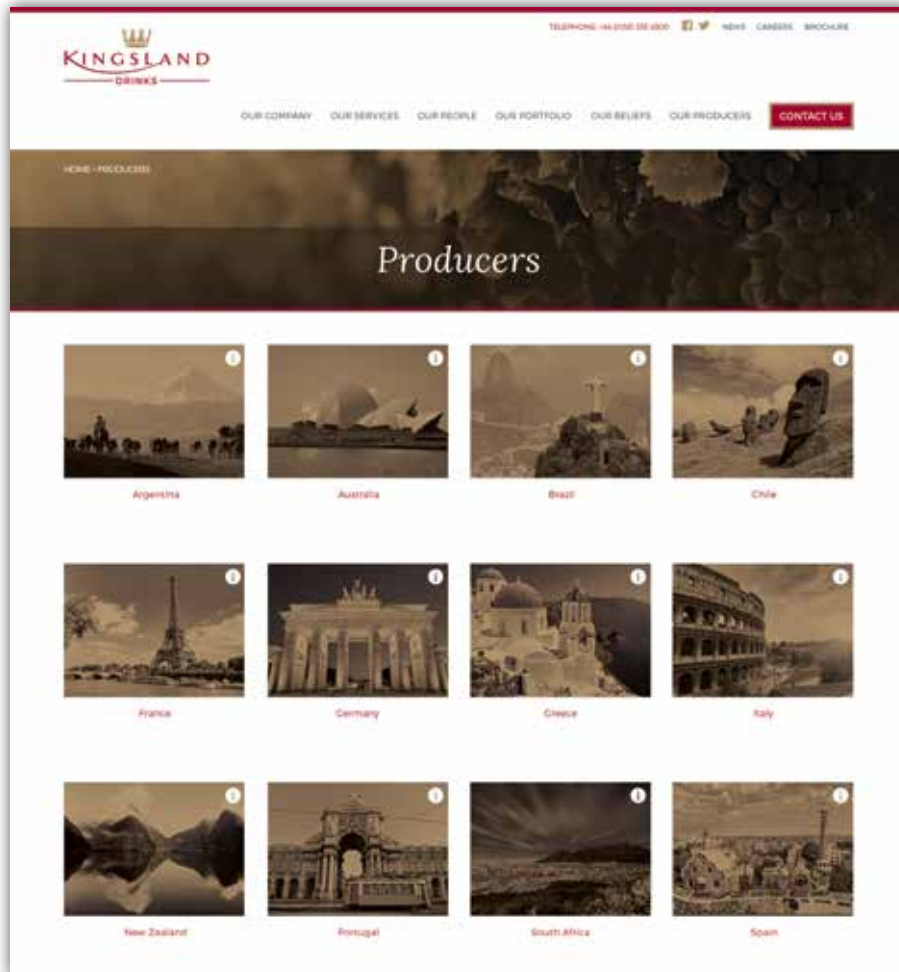 NEWS CAREERS BROCHURE
KINGSLAND
DRINKS
OUR COMPANY OUR SERVICES OUR PEOPLE OUR PORTFOLIO OUR BELIEFS OUR PRODUCERS CONTACT US
HOME > PRODUCERS
Producers
Argentina Australia Brazil Chile
France Germany Greece Italy
New Zealand Portugal South Africa Spain